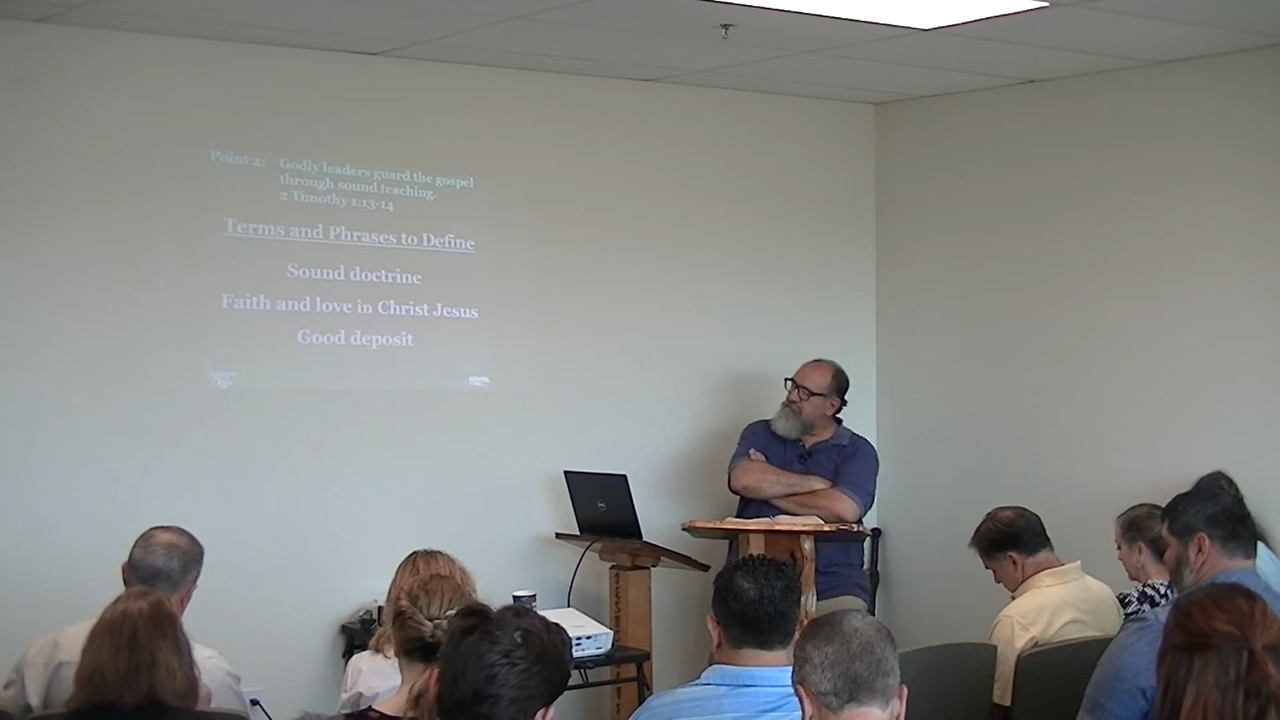 Point 2: Godly leaders guard the gospel
through sound teaching.
2 Timothy 1:13-14
Terms and Phrases to Define
Sound doctrine
Faith and love in Christ Jesus
Good deposit
DELL